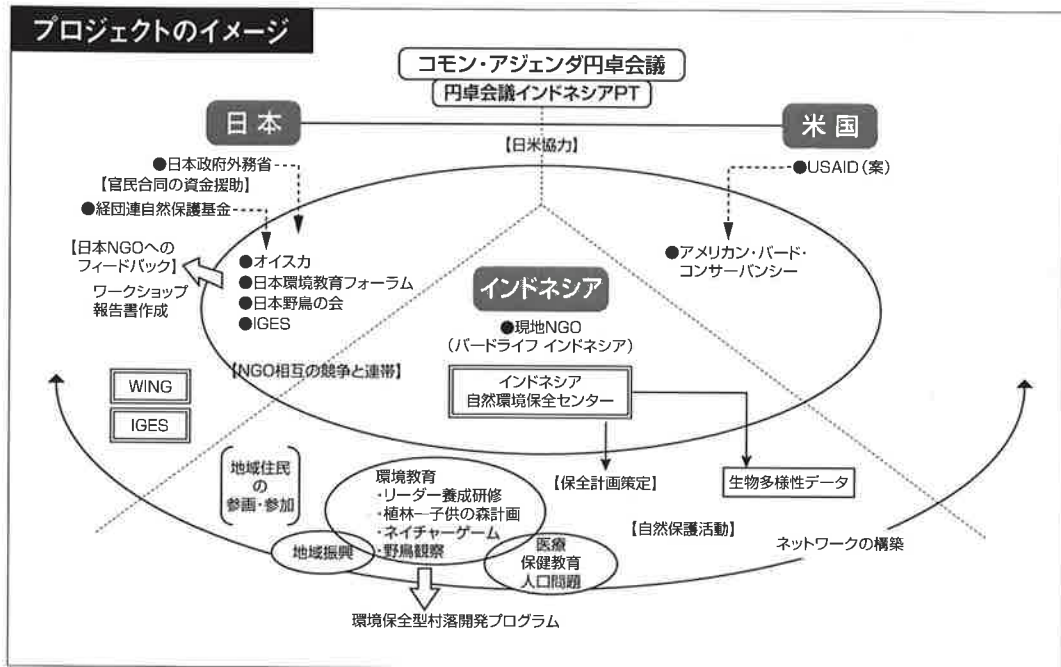 プロジェクトのイメージ
コモン・アジェンダ円卓会議
円卓会議インドネシアPT
日本
米国
【日米協力】
●日本政府外務省
【官民合同の資金援助】
●経団連自然保護基金
●USAID（案）
【日本NGOへの
フィードバック】
ワークショップ
報告書作成
●オイスカ
●日本環境教育フォーラム
●日本野鳥の会
●IGES
●アメリカン・バード・
コンサーバンシー
インドネシア
●現地NGO
（バードライフ インドネシア）
【NGO相互の競争と連帯】
インドネシア
自然環境保全センター
WING
IGES
地域住民
の
参画・参加
環境教育
・リーダー養成研修
・植林―子供の森計画
・ネイチャーゲーム
・野鳥観察
【保全計画策定】
生物多様性データ
【自然保護活動】
ネットワークの構築
地域振興
医療
保健教育
人口問題
環境保全型村落開発プログラム